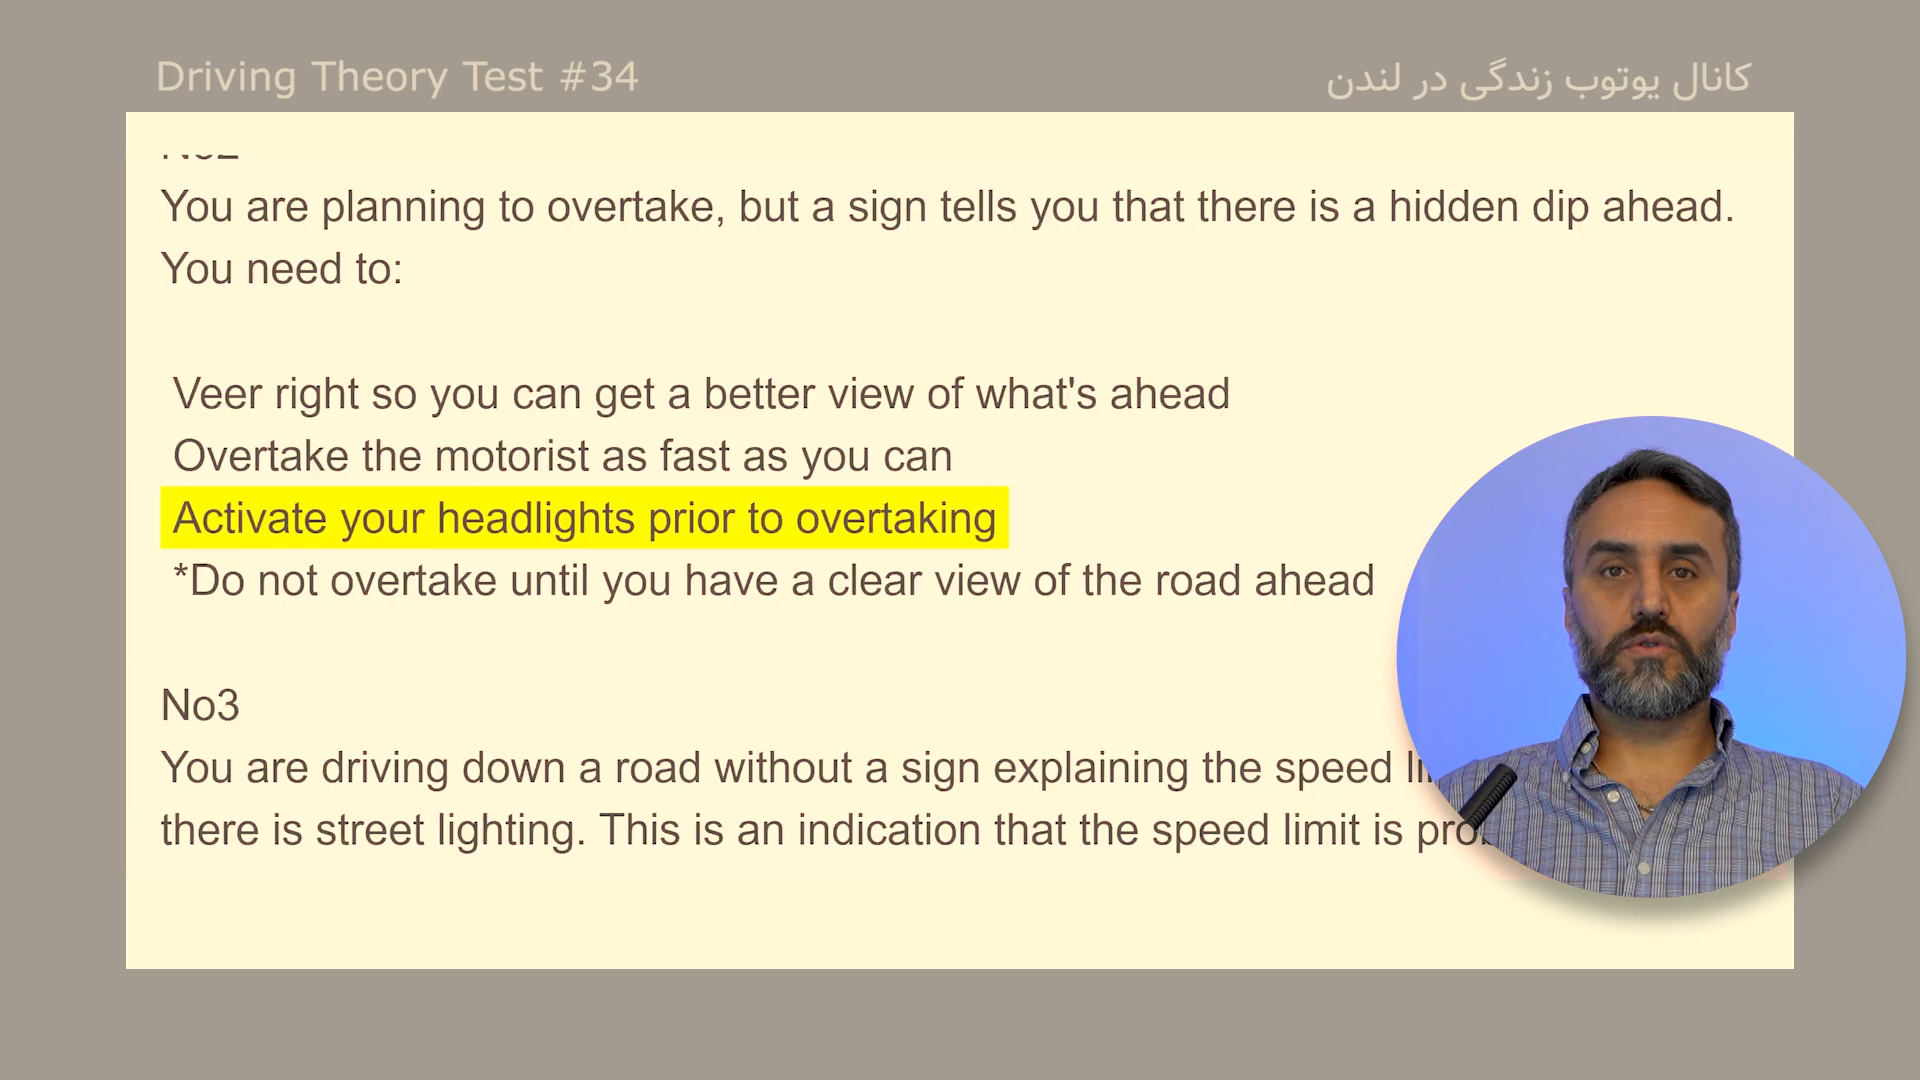 Driving Theory Test #34
کانال یوتوب زندگی در لندن
You are planning to overtake, but a sign tells you that there is a hidden dip ahead.
You need to:
Veer right so you can get a better view of what's ahead
Overtake the motorist as fast as you can
Activate your headlights prior to overtaking
*Do not overtake until you have a clear view of the road ahead
No3
You are driving down a road without a sign explaining the speed
there is street lighting. This is an indication that the speed limit is